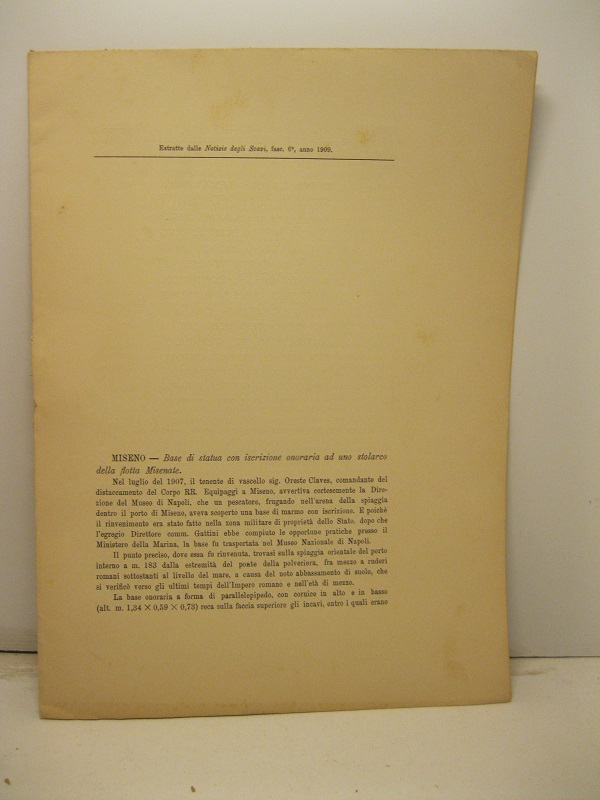 Estratto dalle Notizie degli Scavi, fasc. 6°, anno 1909.
MISENO — Base di statua con iscrizione onoraria ad uno stolarco
della flotta Misenate.
Nel luglio del 1907, il tenente di vascello sig. Oreste Claves, comandante del
distaccamento del Corpo RR. Equipaggi a Miseno, avvertiva cortesemente la Dire-
zione del Museo di Napoli, che un pescatore, frugando nell'arena della spiaggia
dentro il porto di Miseno, aveva scoperto una base di marmo con iscrizione. E poichè
il rinvenimento era stato fatto nella zona militare di proprietà dello Stato, dopo che
l'egregio Direttore comm. Gattini ebbe compiuto le opportune pratiche presso il
Ministero della Marina, la base fu trasportata nel Museo Nazionale di Napoli.
Il punto preciso, dove essa fu rinvenuta, trovasi sulla spiaggia orientale del porto
interno a m. 183 dalla estremità del ponte della polveriera, fra mezzo a ruderi
romani sottostanti al livello del mare, a causa del noto abbassamento di suolo, che
si verificò verso gli ultimi tempi dell'Impero romano e nell'età di mezzo.
La base onoraria a forma di parallelepipedo, con cornice in alto e in basso
(alt. m. 1,34 × 0,59 × 0,73) reca sulla faccia superiore gli incavi, entro i quali erano